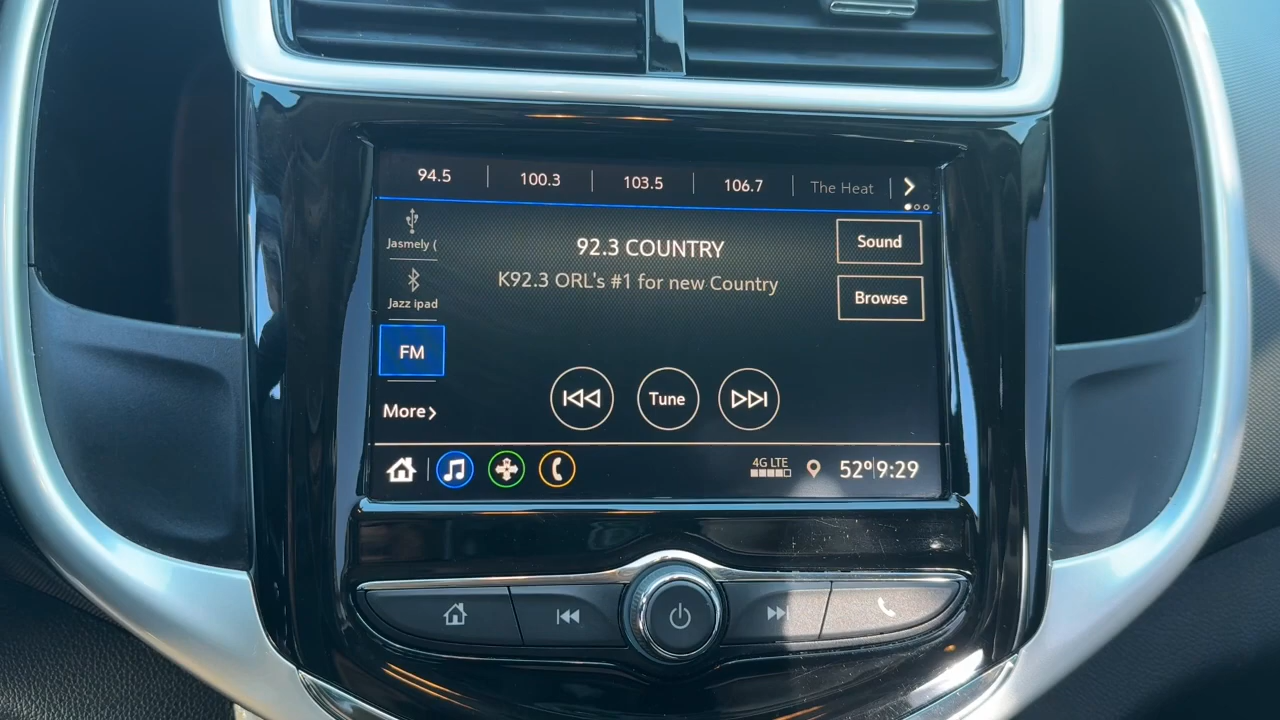 94.5
100.3
103.5
106.7
The Heat
Jasmely (
92.3 COUNTRY
Sound
K92.3 ORL's #1 for new Country
Jazz ipad
Browse
FM
More
Tune
4G LTE
52° 9:29